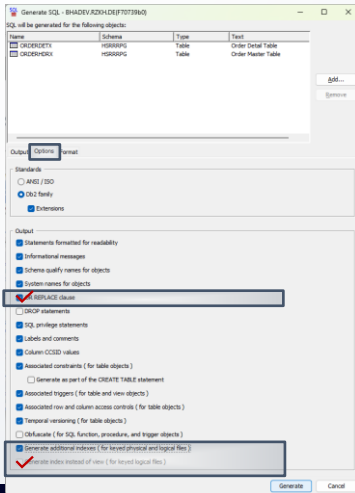 Generate SQL - BHADEV.RZKH.DE(F70739b0)
SQL will be generated for the following objects:
Name Schema Type Text
ORDERDETX HSRRRPG Table Order Detail Table
ORDERHDRX HSRRRPG Table Order Master Table
Add...
Remove
Output Options Format
Standards
ANSI / ISO
Db2 family
Extensions
Output
Statements formatted for readability
Informational messages
Schema qualify names for objects
System names for objects
OR REPLACE clause
DROP statements
SQL privilege statements
Labels and comments
Column CCSID values
Associated constraints ( for table objects )
Generate as part of the CREATE TABLE statement
Associated triggers ( for table and view objects )
Associated row and column access controls ( for table objects )
Temporal versioning ( for table objects )
Obfuscate ( for SQL function, procedure, and trigger objects )
Generate additional indexes ( for keyed physical and logical files )
Generate index instead of view ( for keyed logical files )
Generate Cancel